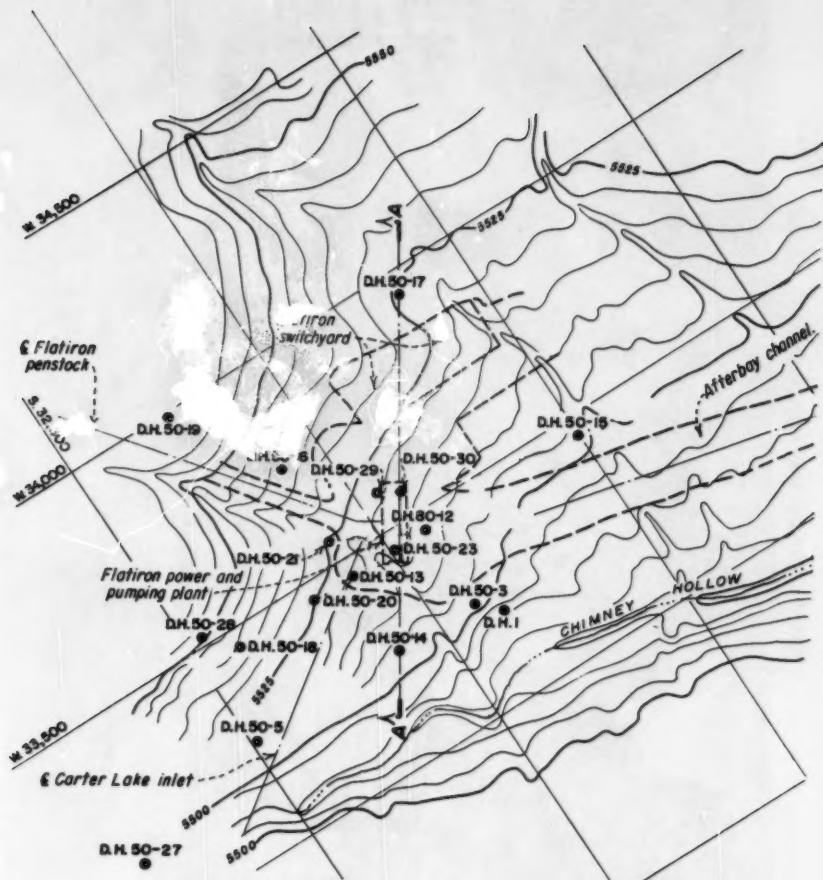 5550
5525
W. 34,500
A
5525
D.H. 50-17
switchyard
℄ Flatiron
penstock
Afterbay channel
D.H. 50-19
D.H. 50-15
W. 34,000
D.H. 50-29
D.H. 50-30
D.H. 80-12
D.H. 50-21
D.H. 50-23
Flatiron power and
pumping plant
D.H. 50-13
D.H. 50-20
D.H. 50-3
D.H. 1
CHIMNEY HOLLOW
D.H. 50-18
D.H. 50-14
5525
A
W. 33,500
D.H. 50-5
℄ Carter Lake inlet
5500
5500
D.H. 50-27